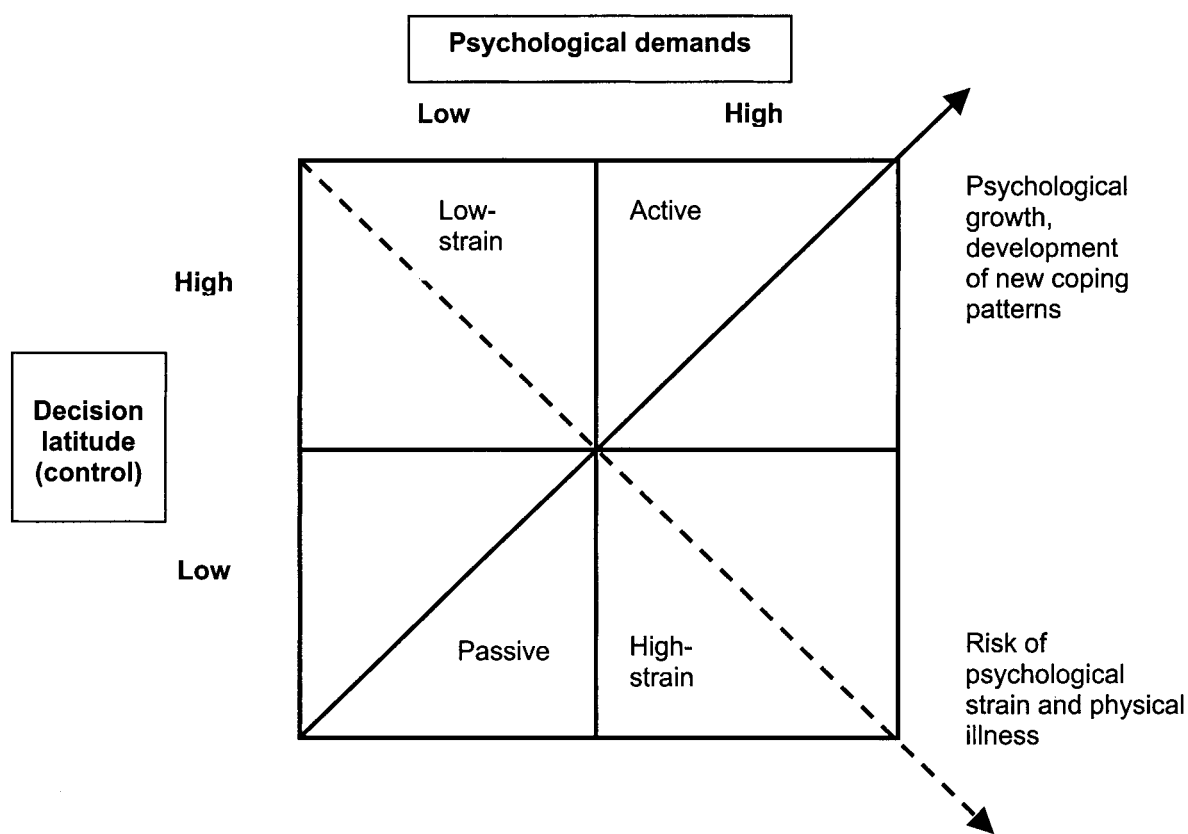 Psychological demands
Low High
Low-
strain
Active
Psychological
growth,
development
of new coping
patterns
High
Decision
latitude
(control)
Low
Passive
High-
strain
Risk of
psychological
strain and physical
illness